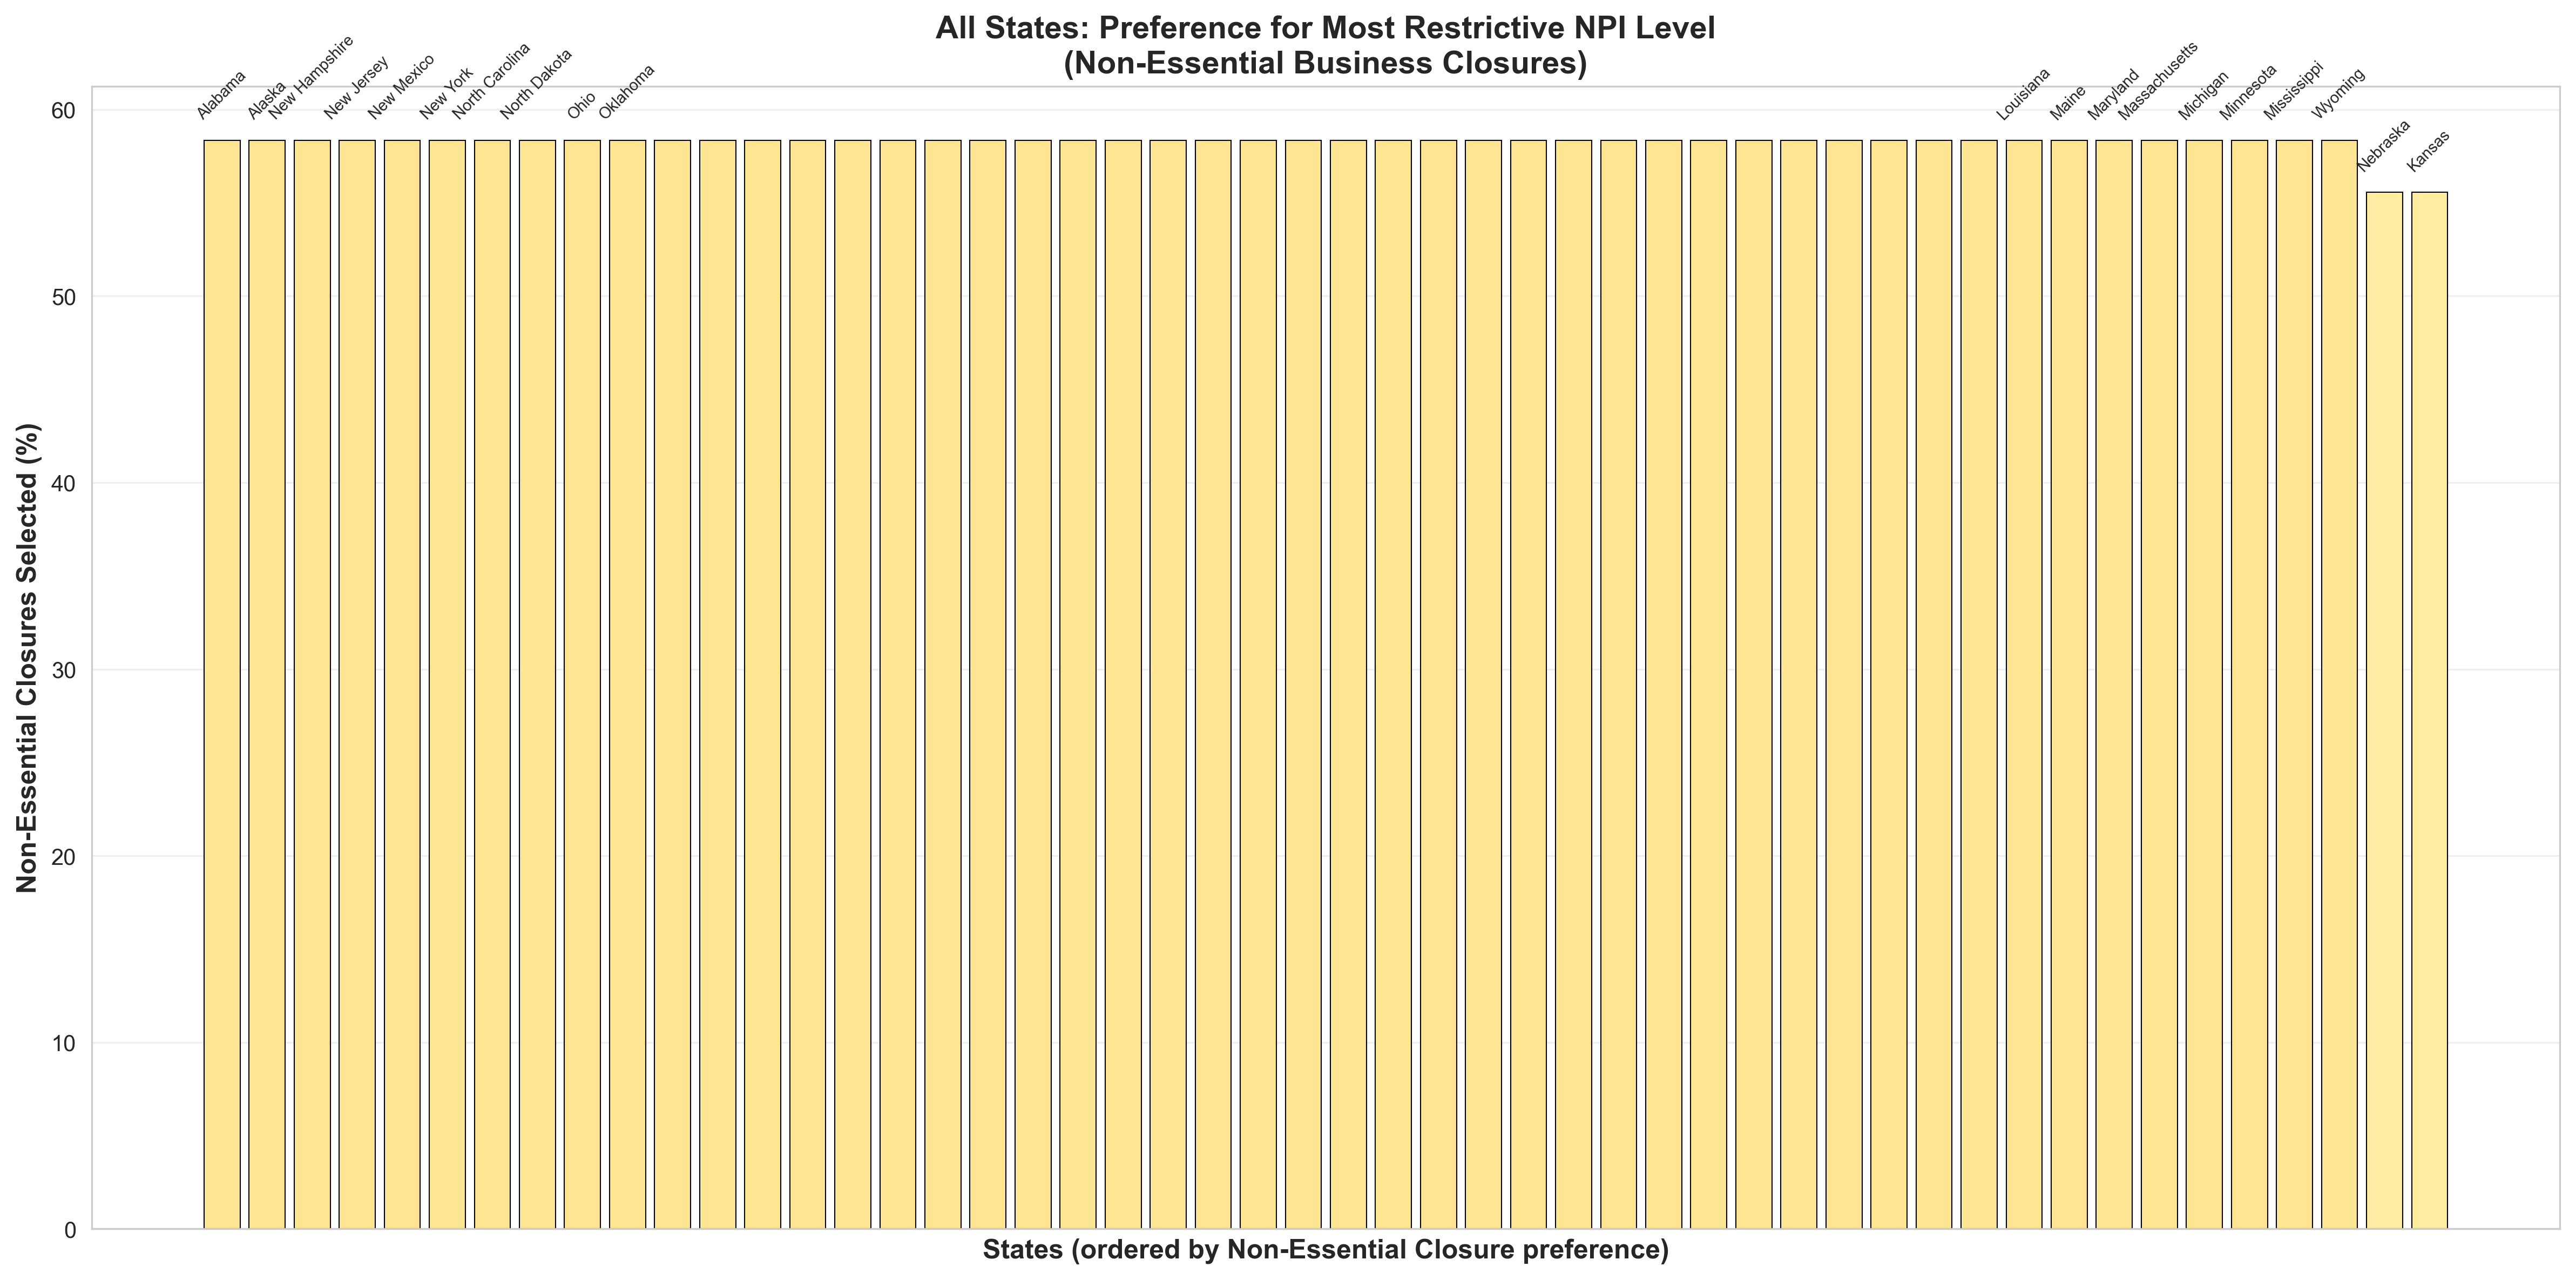 All States: Preference for Most Restrictive NPI Level
(Non-Essential Business Closures)
Alabama
Alaska
New Hampshire
New Jersey
New Mexico
New York
North Carolina
North Dakota
Ohio
Oklahoma
Louisiana
Maine
Maryland
Massachusetts
Michigan
Minnesota
Mississippi
Wyoming
Nebraska
Kansas
Non-Essential Closures Selected (%)
60
50
40
30
20
10
0
States (ordered by Non-Essential Closure preference)